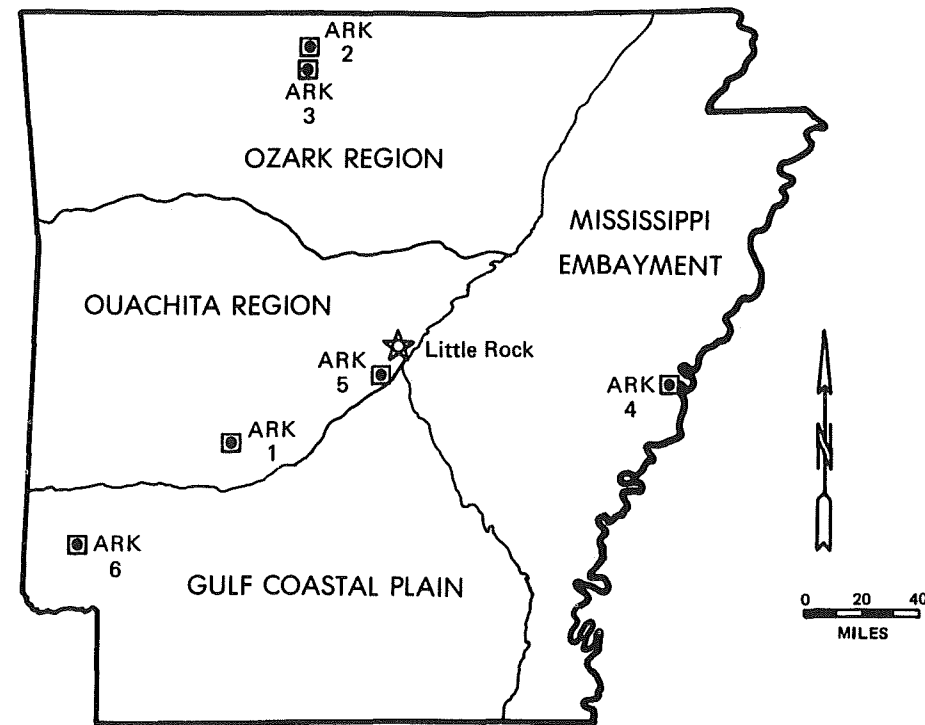 ARK
2
ARK
3
OZARK REGION
MISSISSIPPI
EMBAYMENT
OUACHITA REGION
Little Rock
ARK
5
ARK
4
ARK
1
N
ARK
6
GULF COASTAL PLAIN
0 20 40
MILES